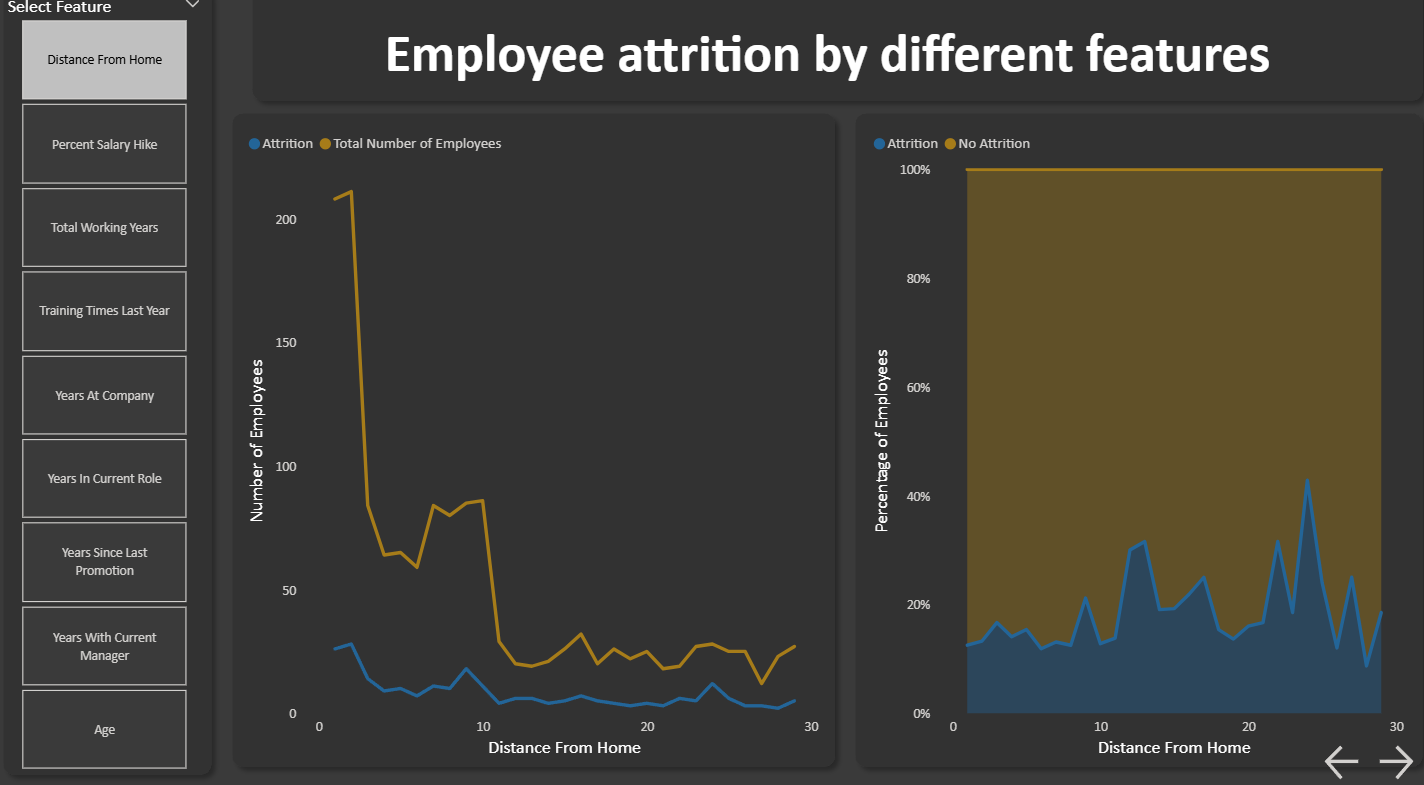 Select Feature
Distance From Home
Percent Salary Hike
Total Working Years
Training Times Last Year
Years At Company
Years In Current Role
Years Since Last
Promotion
Years With Current
Manager
Age
Employee attrition by different features
Attrition Total Number of Employees
Number of Employees
200
150
100
50
0
0 10 20 30
Distance From Home
Attrition No Attrition
Percentage of Employees
100%
80%
60%
40%
20%
0%
0 10 20 30
Distance From Home